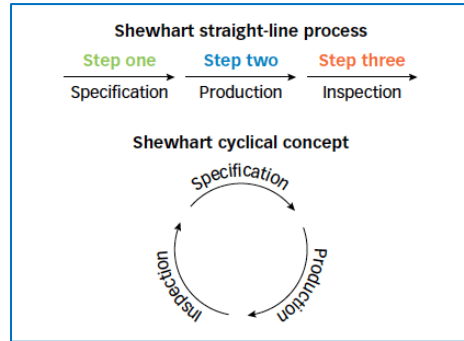 Shewhart straight-line process
Step one Step two Step three
Specification Production Inspection
Shewhart cyclical concept
Specification
Production
Inspection